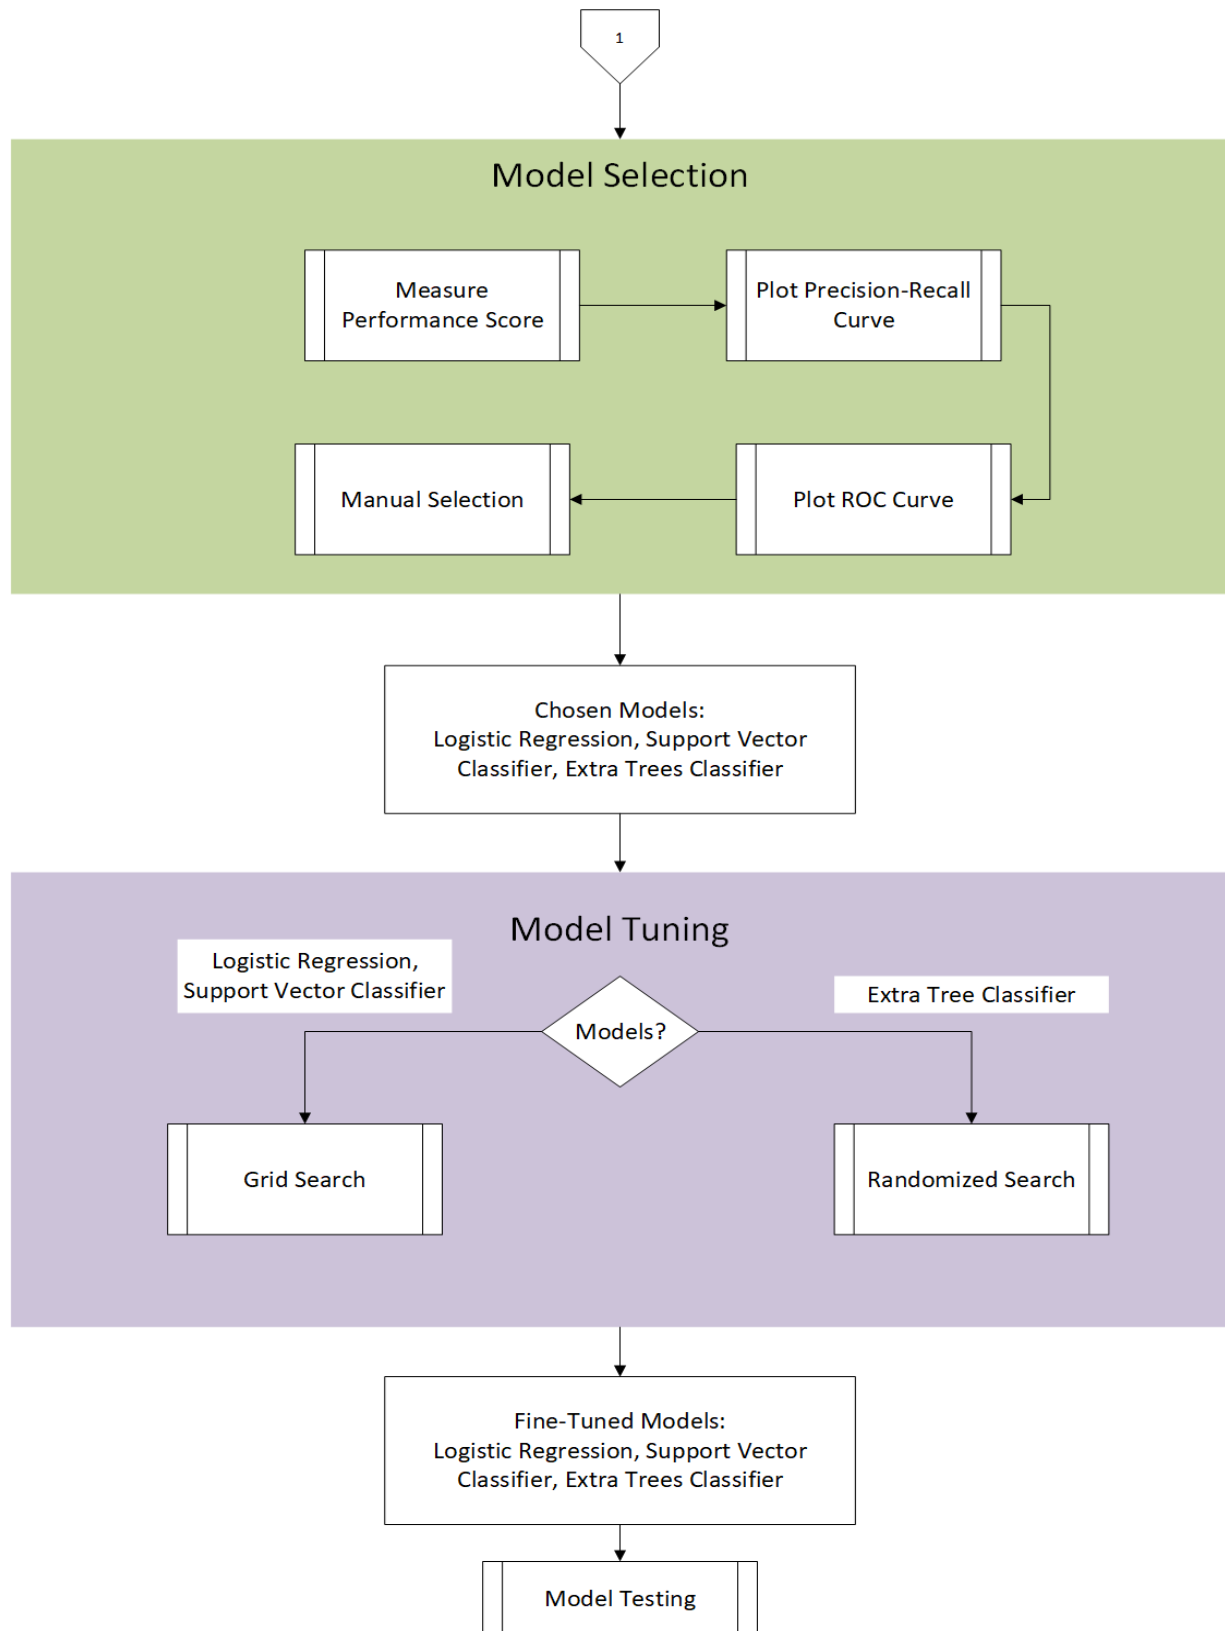 1
Model Selection
Measure
Performance Score
Plot Precision-Recall
Curve
Manual Selection
Plot ROC Curve
Chosen Models:
Logistic Regression, Support Vector
Classifier, Extra Trees Classifier
Model Tuning
Logistic Regression,
Support Vector Classifier
Extra Tree Classifier
Models?
Grid Search
Randomized Search
Fine-Tuned Models:
Logistic Regression, Support Vector
Classifier, Extra Trees Classifier
Model Testing